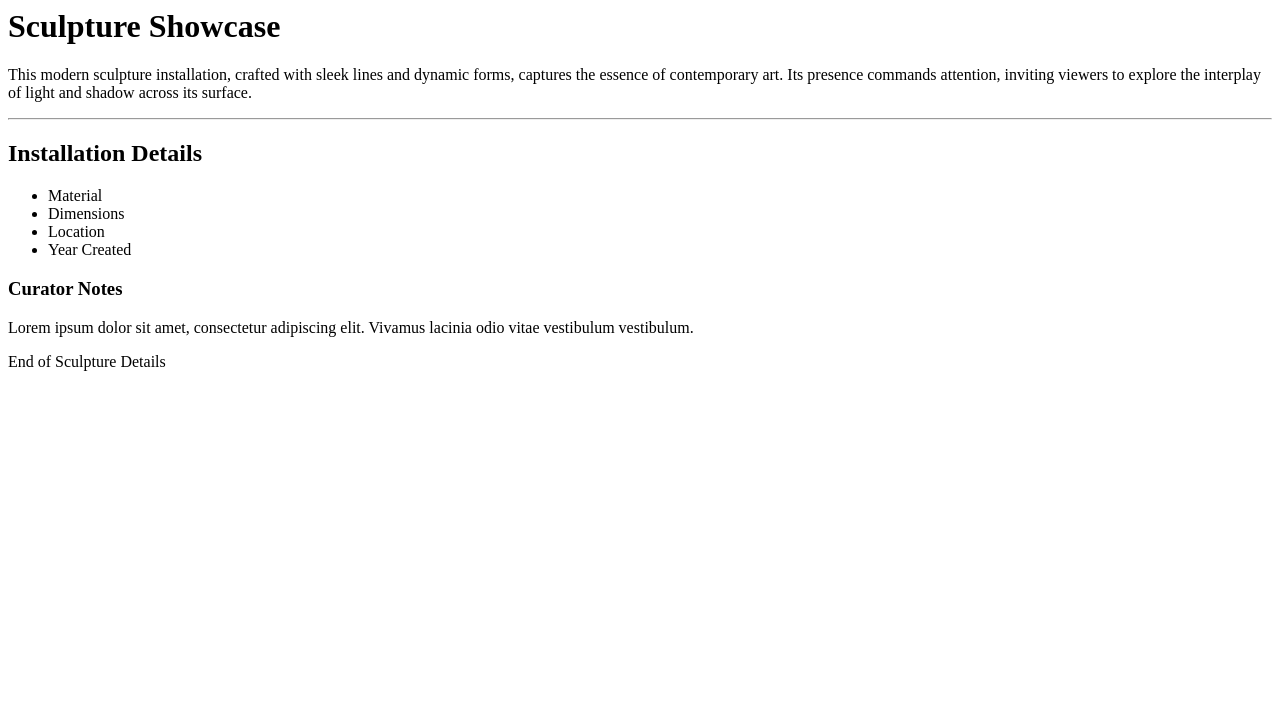 Sculpture Showcase
This modern sculpture installation, crafted with sleek lines and dynamic forms, captures the essence of contemporary art. Its presence commands attention, inviting viewers to explore the interplay
of light and shadow across its surface.
Installation Details
Material
Dimensions
Location
Year Created
Curator Notes
Lorem ipsum dolor sit amet, consectetur adipiscing elit. Vivamus lacinia odio vitae vestibulum vestibulum.
End of Sculpture Details